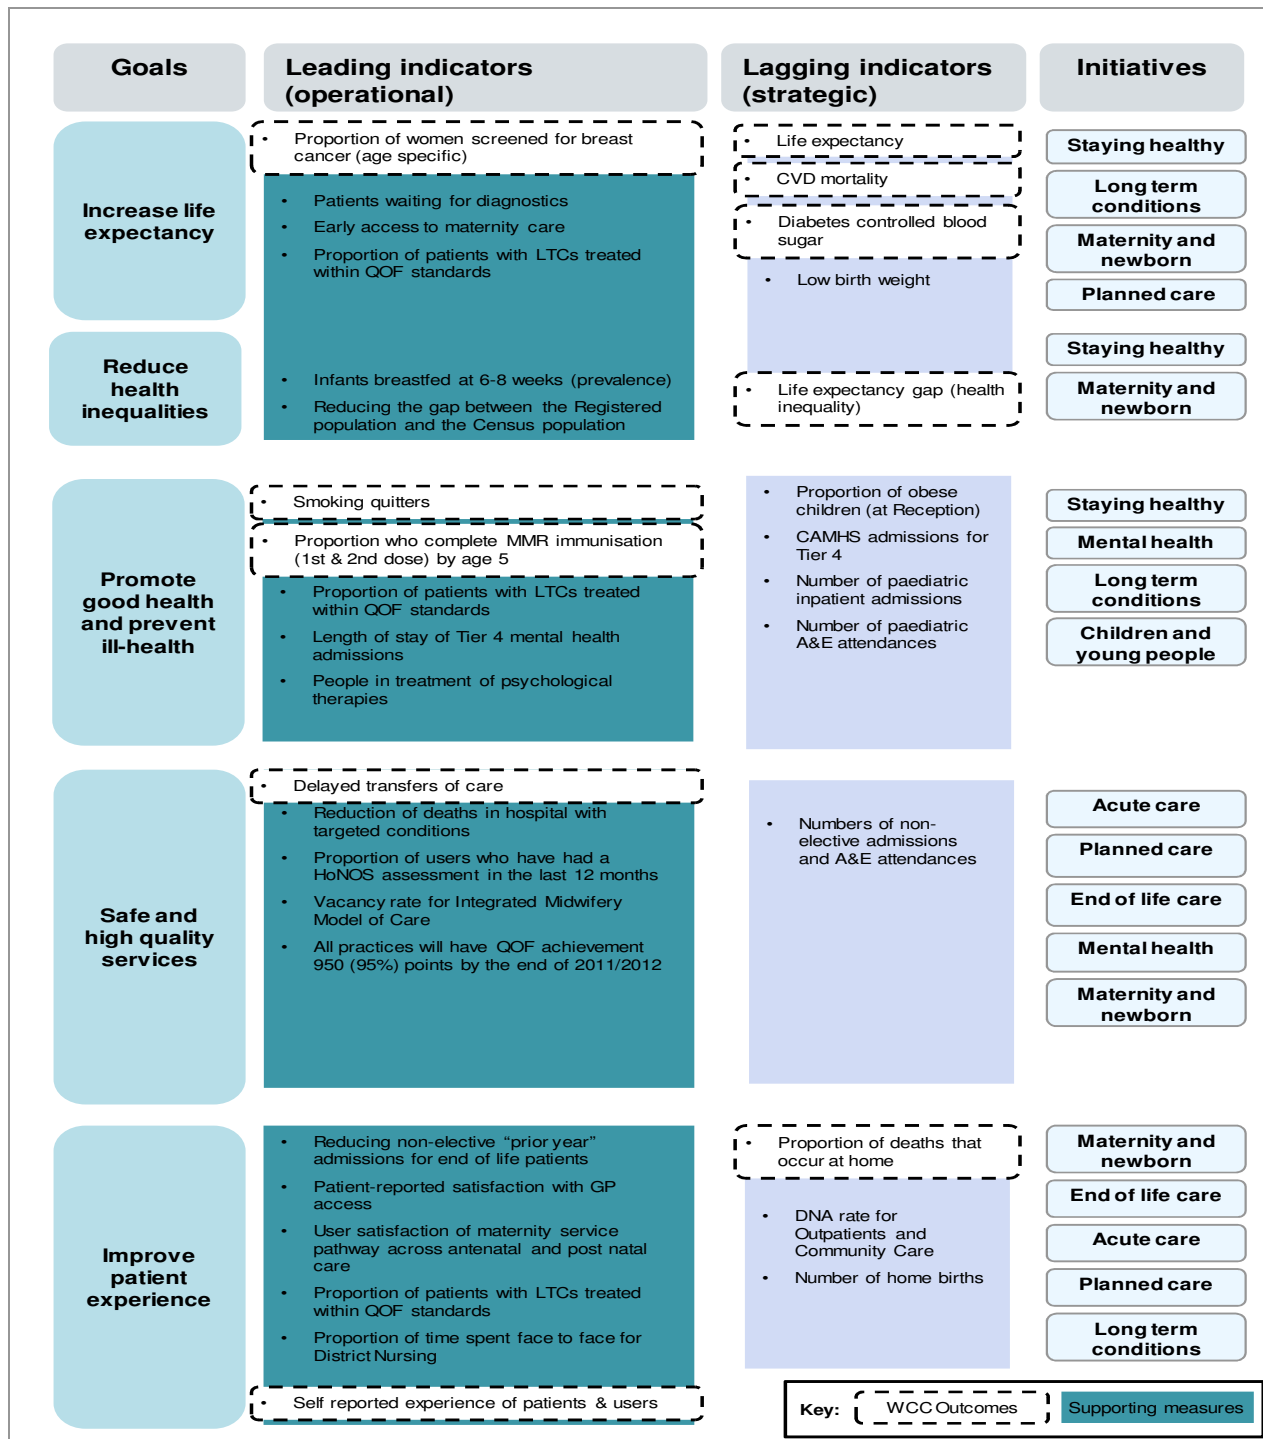 Goals
Leading indicators
(operational)
Lagging indicators
(strategic)
Initiatives
Increase life
expectancy
• Proportion of women screened for breast
cancer (age specific)
• Patients waiting for diagnostics
• Early access to maternity care
• Proportion of patients with LTCs treated
within QOF standards
• Life expectancy
• CVD mortality
• Diabetes controlled blood
sugar
• Low birth weight
Staying healthy
Long term
conditions
Maternity and
newborn
Planned care
Reduce
health
inequalities
• Infants breastfed at 6-8 weeks (prevalence)
• Reducing the gap between the Registered
population and the Census population
• Life expectancy gap (health
inequality)
Staying healthy
Maternity and
newborn
Promote
good health
and prevent
ill-health
• Smoking quitters
• Proportion who complete MMR immunisation
(1st & 2nd dose) by age 5
• Proportion of patients with LTCs treated
within QOF standards
• Length of stay of Tier 4 mental health
admissions
• People in treatment of psychological
therapies
• Proportion of obese
children (at Reception)
• CAMHS admissions for
Tier 4
• Number of paediatric
inpatient admissions
• Number of paediatric
A&E attendances
Staying healthy
Mental health
Long term
conditions
Children and
young people
Safe and
high quality
services
• Delayed transfers of care
• Reduction of deaths in hospital with
targeted conditions
• Proportion of users who have had a
HoNOS assessment in the last 12 months
• Vacancy rate for Integrated Midwifery
Model of Care
• All practices will have QOF achievement
950 (95%) points by the end of 2011/2012
• Numbers of non-
elective admissions
and A&E attendances
Acute care
Planned care
End of life care
Mental health
Maternity and
newborn
Improve
patient
experience
• Reducing non-elective “prior year”
admissions for end of life patients
• Patient-reported satisfaction with GP
access
• User satisfaction of maternity service
pathway across antenatal and post natal
care
• Proportion of patients with LTCs treated
within QOF standards
• Proportion of time spent face to face for
District Nursing
• Self reported experience of patients & users
• Proportion of deaths that
occur at home
• DNA rate for
Outpatients and
Community Care
• Number of home births
Maternity and
newborn
End of life care
Acute care
Planned care
Long term
conditions
Key: WCC Outcomes Supporting measures